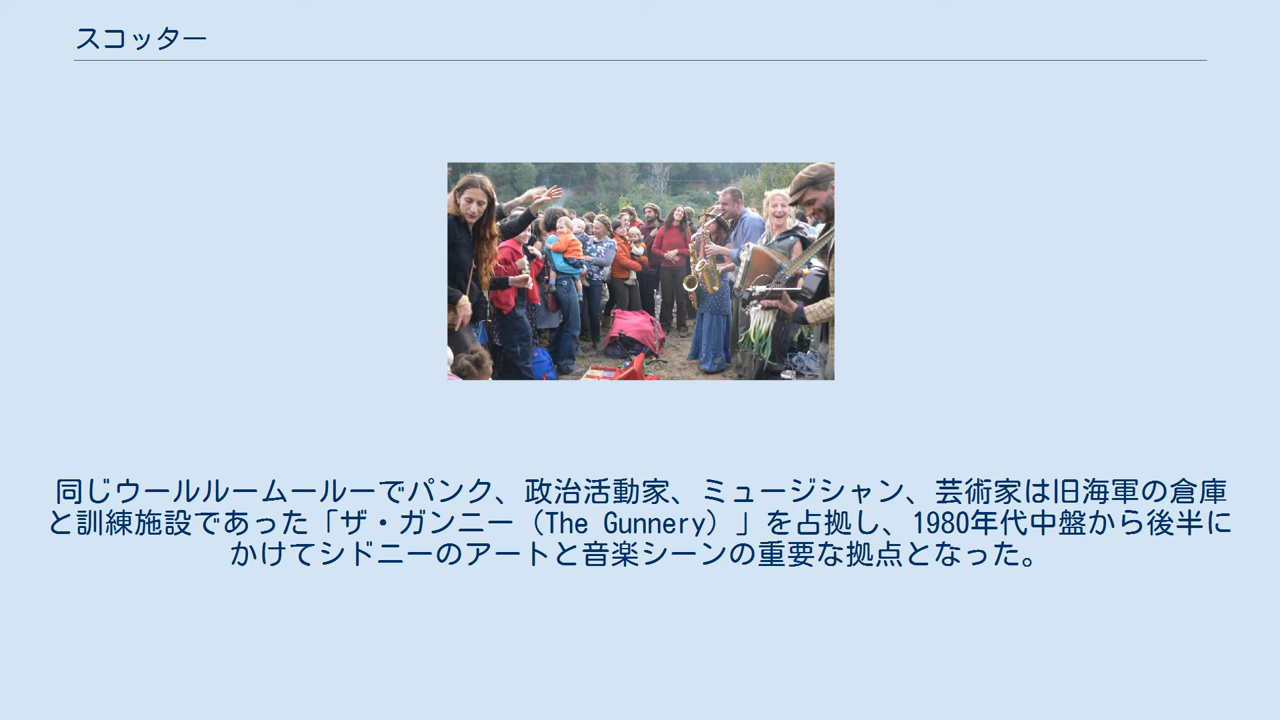 スコッター
同じウールルームールーでパンク、政治活動家、ミュージシャン、芸術家は旧海軍の倉庫
と訓練施設であった「ザ・ガンニー（The Gunnery）」を占拠し、1980年代中盤から後半に
かけてシドニーのアートと音楽シーンの重要な拠点となった。